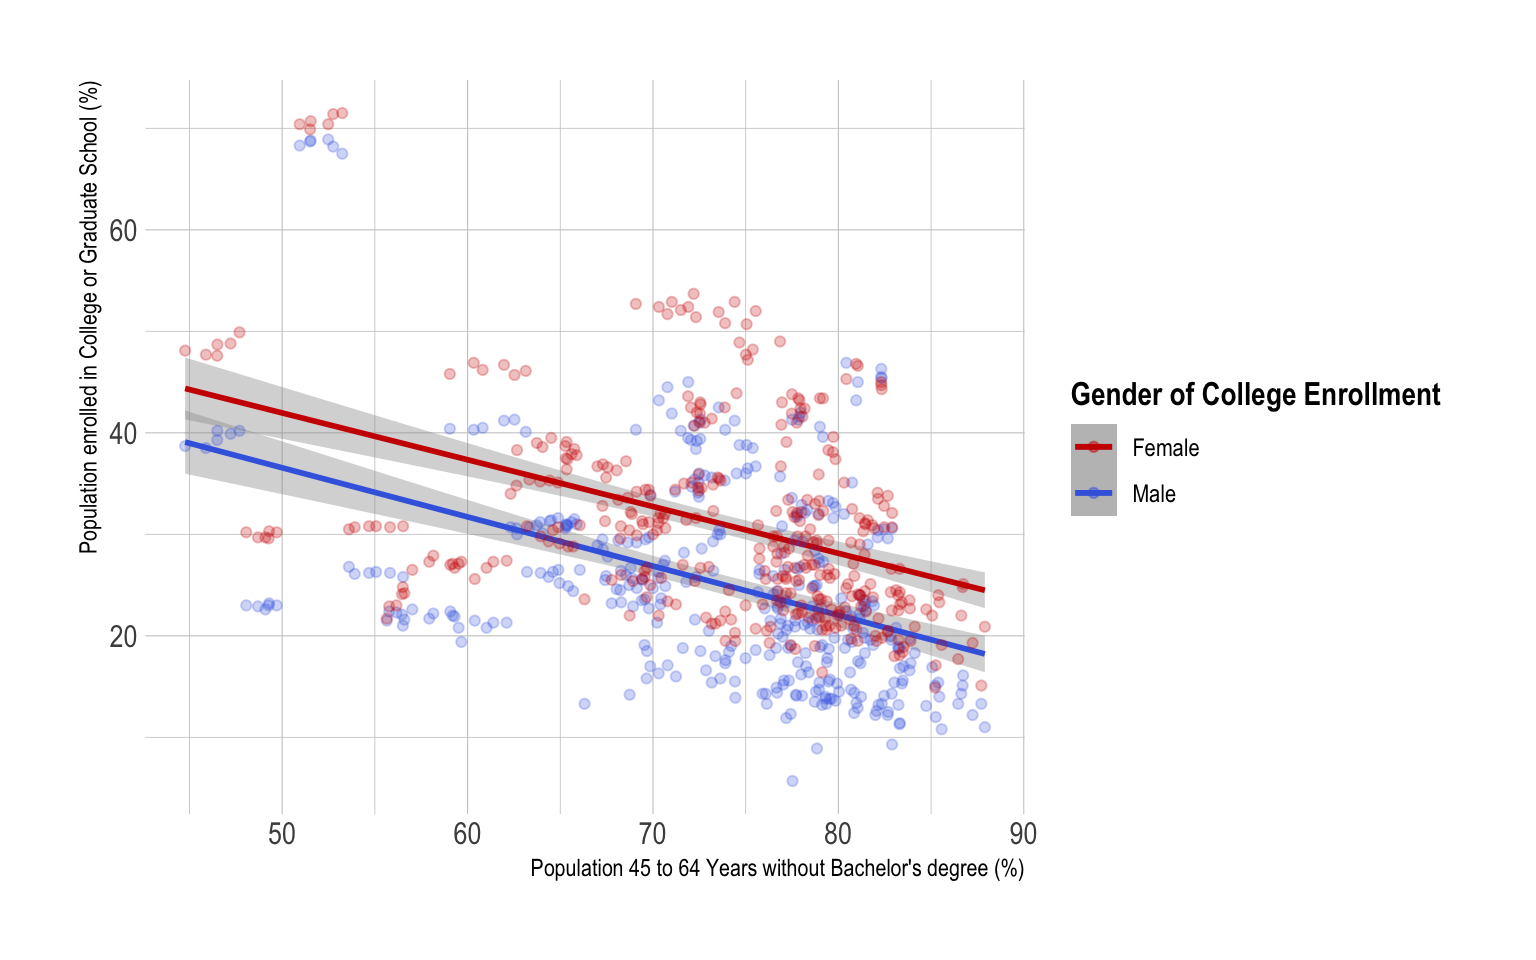 Population enrolled in College or Graduate School (%)
60
40
20
50 60 70 80 90
Population 45 to 64 Years without Bachelor's degree (%)
Gender of College Enrollment
Female
Male